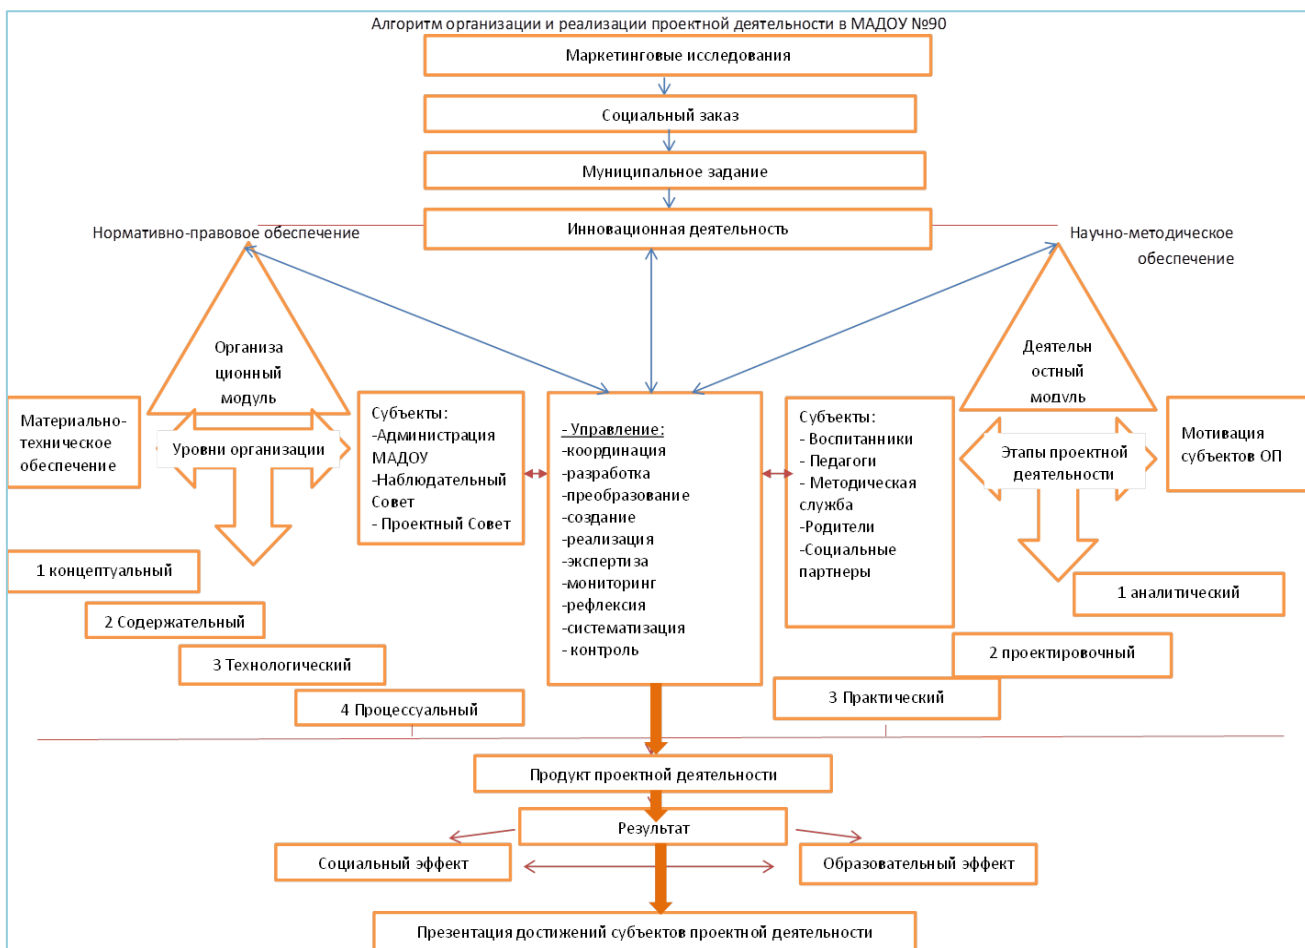 Алгоритм организации и реализации проектной деятельности в МАДОУ №90
Маркетинговые исследования
Социальный заказ
Муниципальное задание
Инновационная деятельность
Нормативно-правовое обеспечение
Научно-методическое
обеспечение
Организа
ционный
модуль
Деятельн
остный
модуль
Материально-
техническое
обеспечение
Уровни организации
Субъекты:
-Администрация
МАДОУ
-Наблюдательный
Совет
- Проектный Совет
- Управление:
-координация
-разработка
-преобразование
-создание
-реализация
-экспертиза
-мониторинг
-рефлексия
-систематизация
- контроль
Субъекты:
- Воспитанники
- Педагоги
- Методическая
служба
-Родители
-Социальные
партнеры
Этапы проектной
деятельности
Мотивация
субъектов ОП
1 концептуальный
2 Содержательный
3 Технологический
4 Процессуальный
1 аналитический
2 проектировочный
3 Практический
Продукт проектной деятельности
Результат
Социальный эффект
Образовательный эффект
Презентация достижений субъектов проектной деятельности